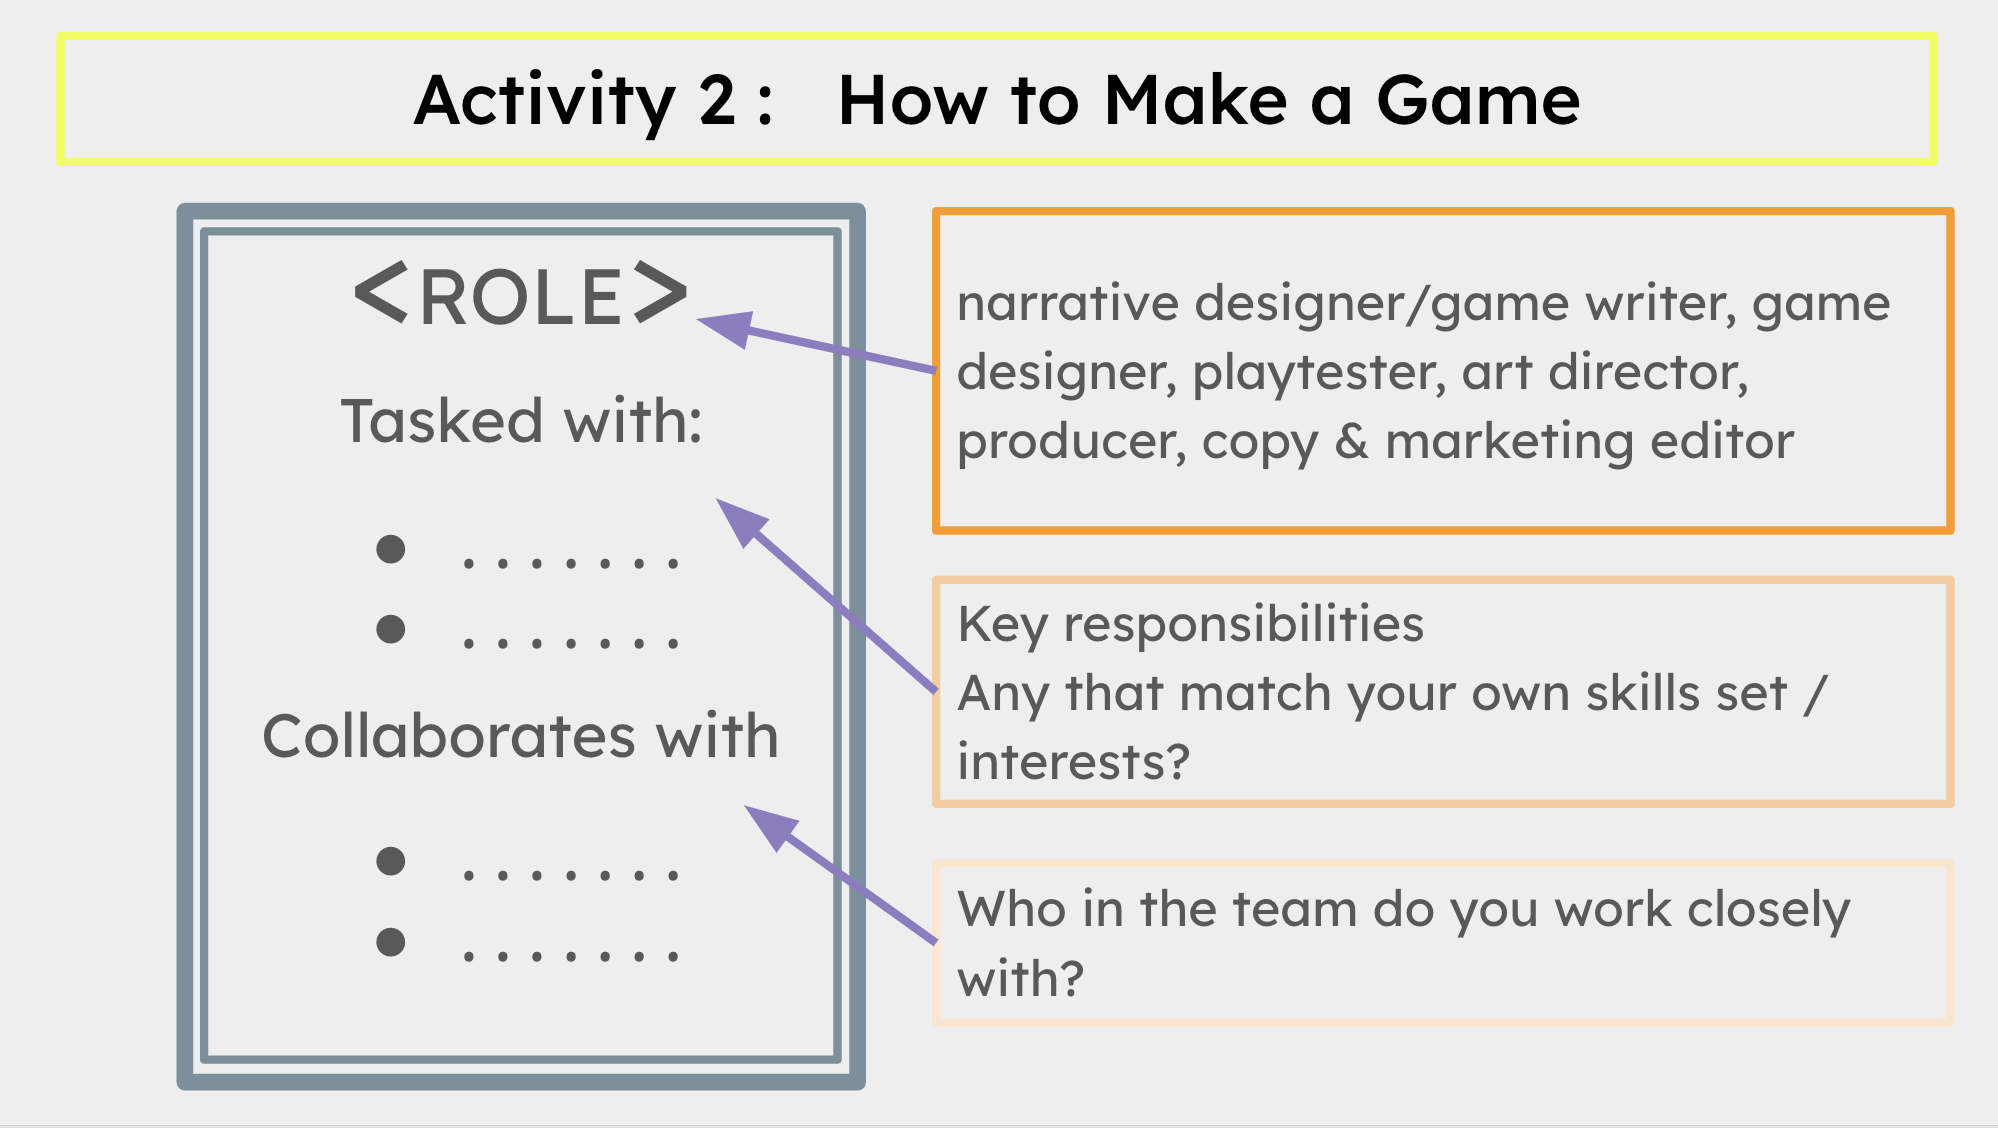 Activity 2 :   How to Make a Game
<ROLE>
Tasked with:
● .......
● .......
Collaborates with
● .......
● .......
narrative designer/game writer, game
designer, playtester, art director,
producer, copy & marketing editor
Key responsibilities
Any that match your own skills set /
interests?
Who in the team do you work closely
with?